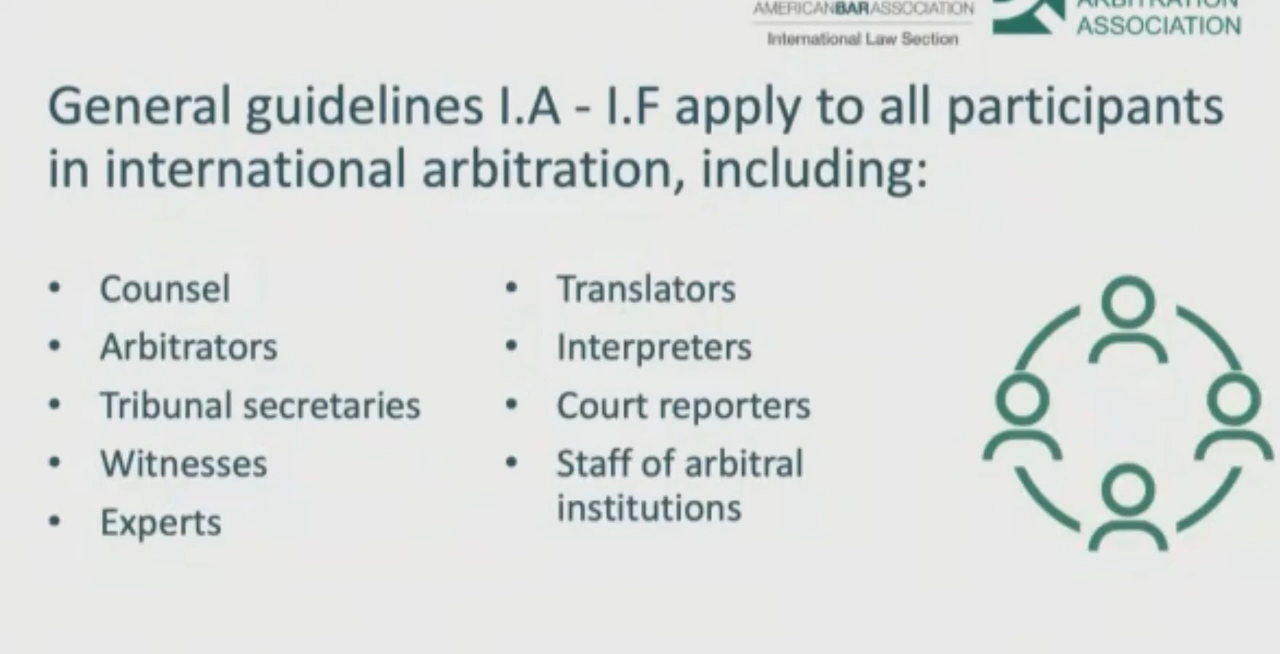 AMERICANBARASSOCIATION
International Law Section
ARBITRATION
ASSOCIATION
General guidelines I.A - I.F apply to all participants
in international arbitration, including:
• Counsel
• Arbitrators
• Tribunal secretaries
• Witnesses
• Experts
• Translators
• Interpreters
• Court reporters
• Staff of arbitral
institutions